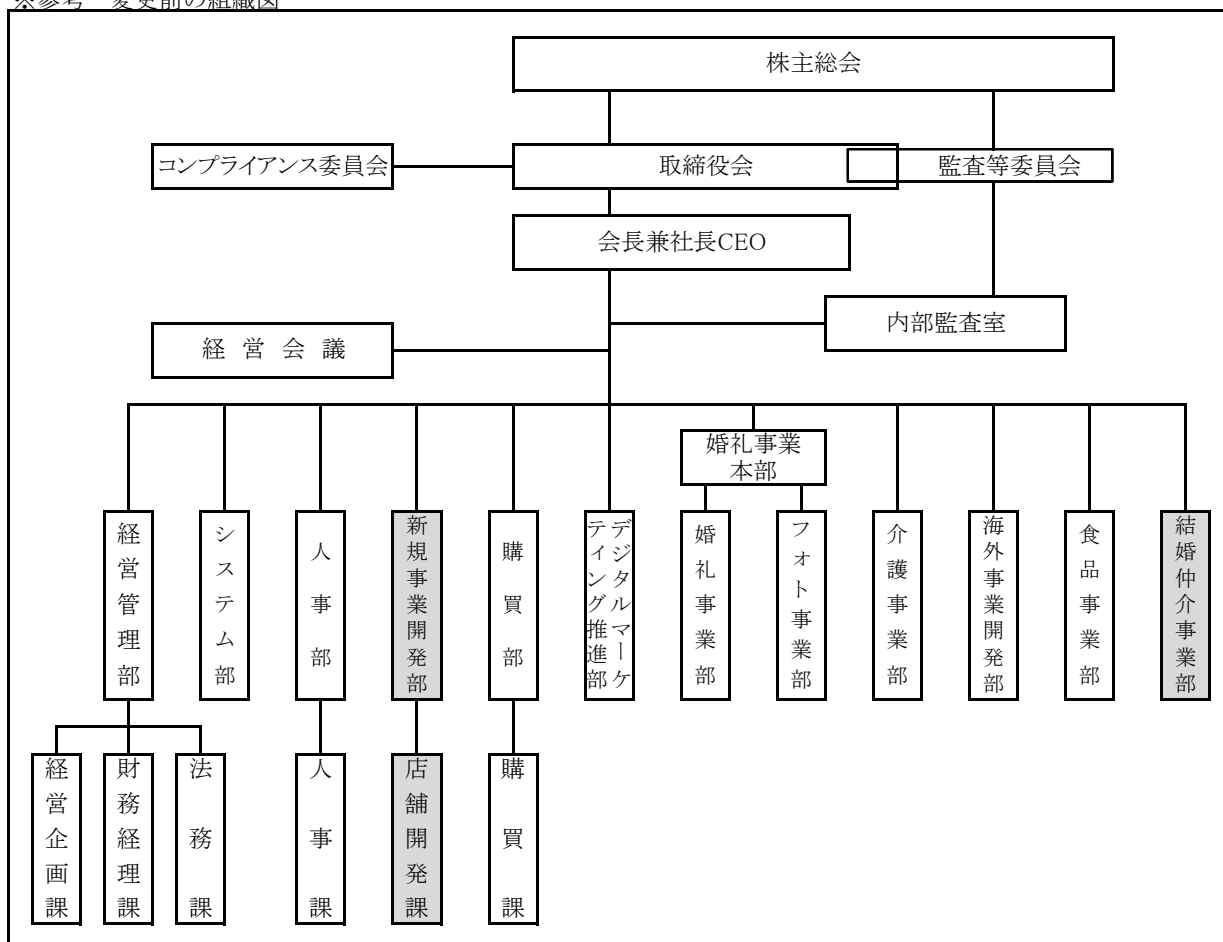 ※参考　変更前の組織図
株主総会
コンプライアンス委員会
取締役会
監査等委員会
会長兼社長CEO
内部監査室
経 営 会 議
婚礼事業
本部
経営管理部
システム部
人事部
新規事業開発部
購買部
デジタルマーケ
ティング推進部
婚礼事業部
フォト事業部
介護事業部
海外事業開発部
食品事業部
結婚仲介事業部
経営企画課
財務経理課
法務課
人事課
店舗開発課
購買課